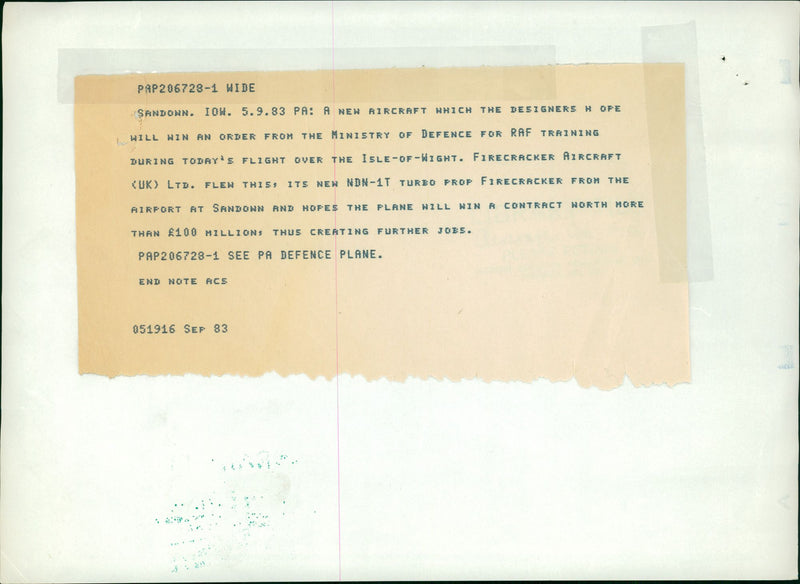 PAP206728-1 WIDE
SANDOWN. IOW. 5.9.83 PA: A NEW AIRCRAFT WHICH THE DESIGNERS H OPE
WILL WIN AN ORDER FROM THE MINISTRY OF DEFENCE FOR RAF TRAINING
DURING TODAY'S FLIGHT OVER THE ISLE-OF-WIGHT. FIRECRACKER AIRCRAFT
(UK) LTD. FLEW THIS, ITS NEW NDN-1T TURBO PROP FIRECRACKER FROM THE
AIRPORT AT SANDOWN AND HOPES THE PLANE WILL WIN A CONTRACT WORTH MORE
THAN £100 MILLION, THUS CREATING FURTHER JOBS.
PAP206728-1 SEE PA DEFENCE PLANE.
END NOTE ACS
051916 SEP 83